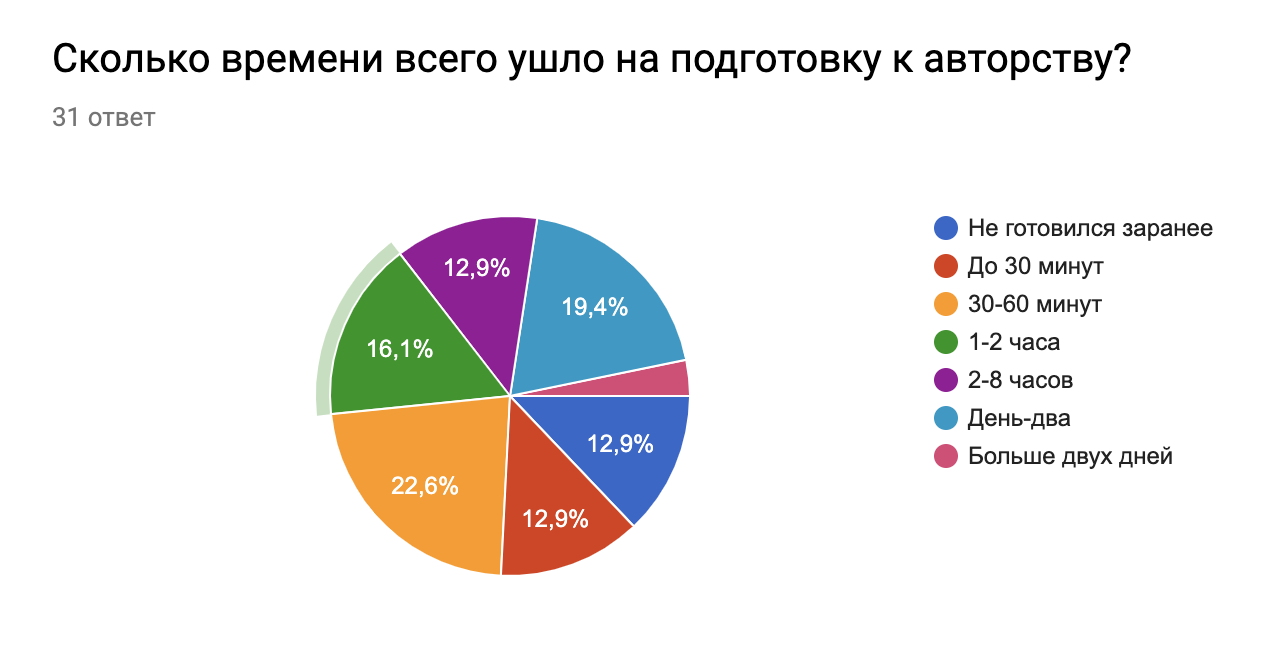 Сколько времени всего ушло на подготовку к авторству?
31 ответ
12,9%
19,4%
16,1%
12,9%
22,6%
12,9%
Не готовился заранее
До 30 минут
30-60 минут
1-2 часа
2-8 часов
День-два
Больше двух дней